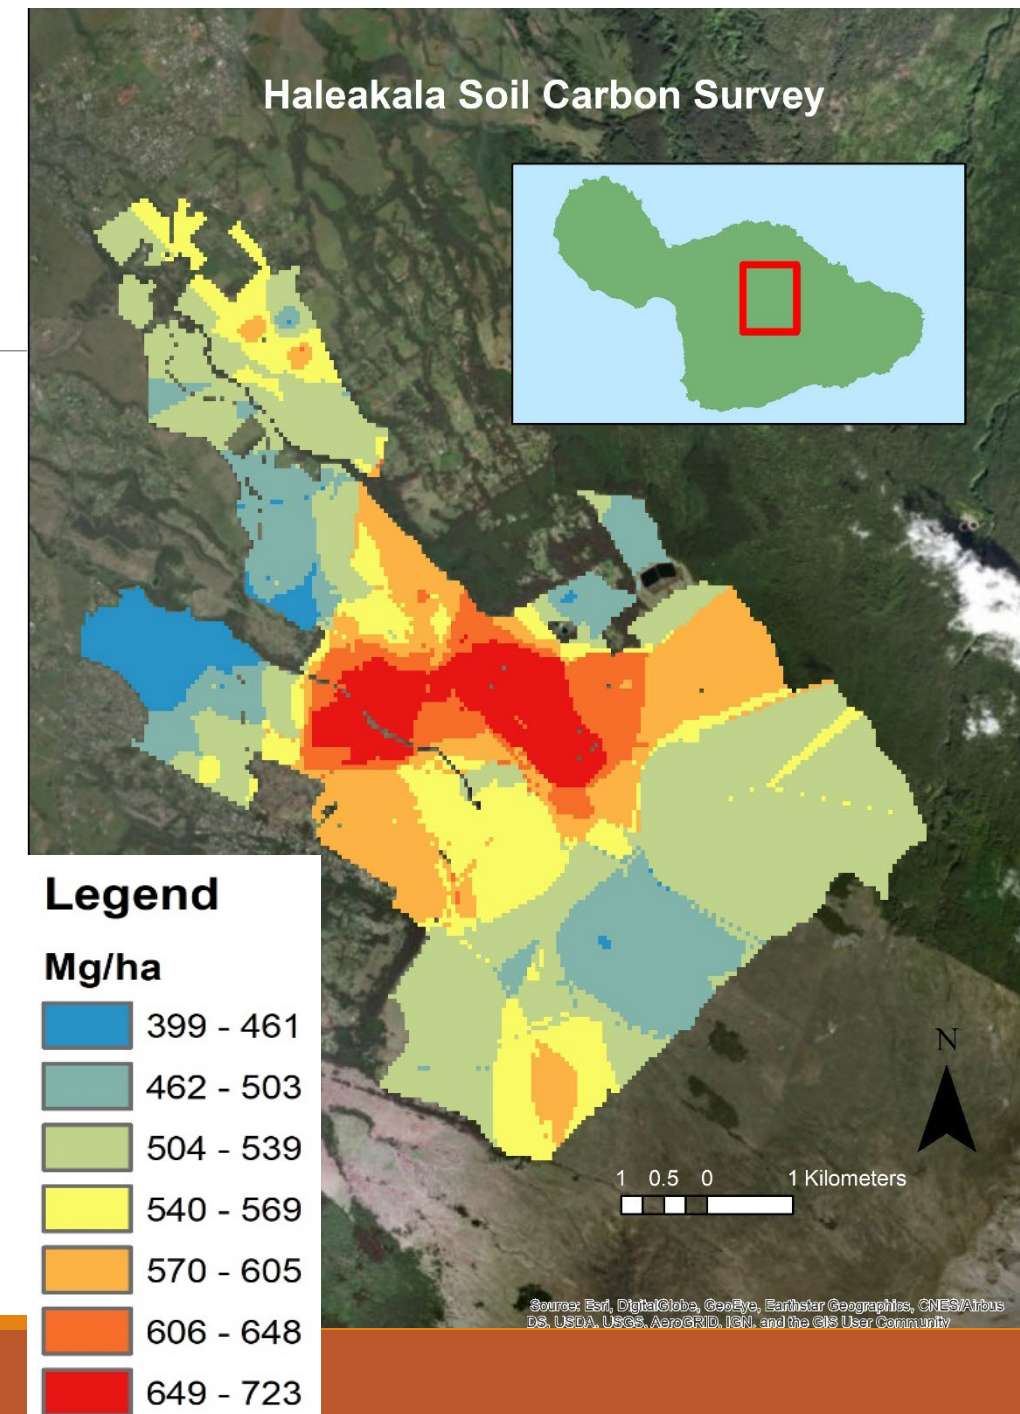 Haleakala Soil Carbon Survey
Legend
Mg/ha
399 - 461
462 - 503
504 - 539
540 - 569
570 - 605
606 - 648
649 - 723
N
1 0.5 0 1 Kilometers
Source: Esri, DigitalGlobe, GeoEye, Earthstar Geographics, CNES/Airbus
DS, USDA, USGS, AeroGRID, IGN, and the GIS User Community